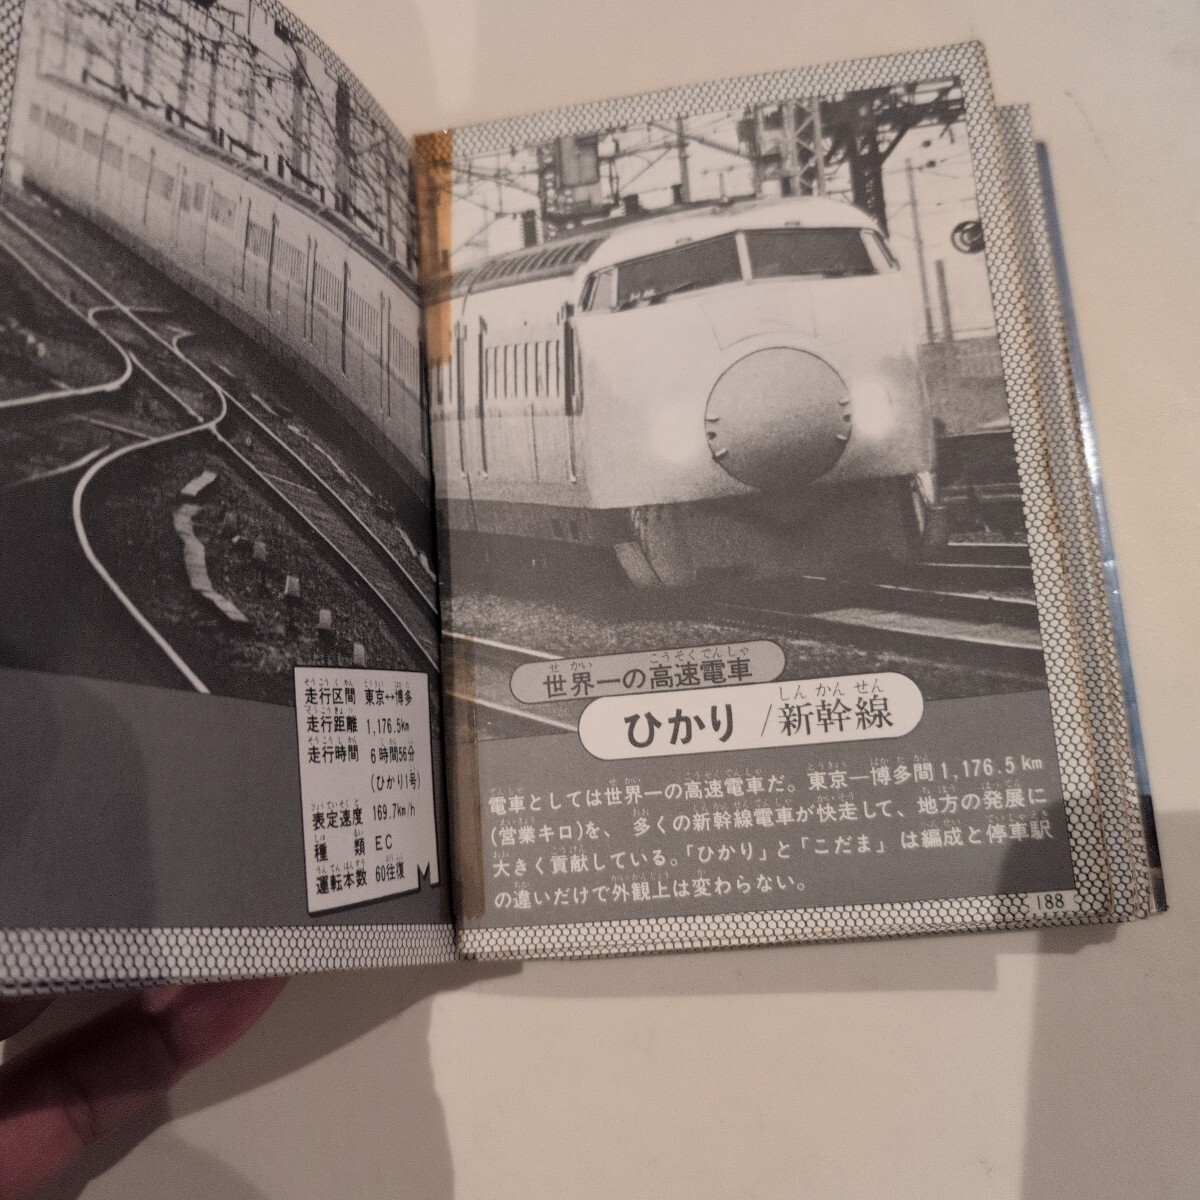 走行区間 東京↔博多
走行距離 1,176.5km
走行時間 6時間56分
(ひかり1号)
表定速度 169.7km/h
種類 EC
運転本数 60往復
世界一の高速電車
ひかり/新幹線
電車としては世界一の高速電車だ。東京―博多間1,176.5km
(営業キロ)を、多くの新幹線電車が快走して、地方の発展に
大きく貢献している。「ひかり」と「こだま」は編成と停車駅
の違いだけで外観上は変わらない。
188